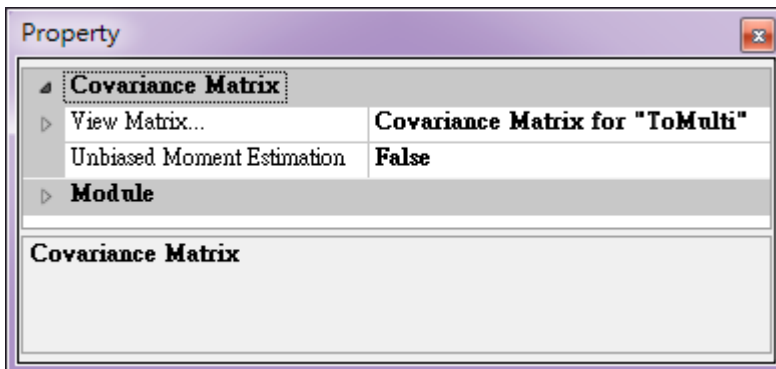 Property
Covariance Matrix
View Matrix... Covariance Matrix for "ToMulti"
Unbiased Moment Estimation False
Module
Covariance Matrix